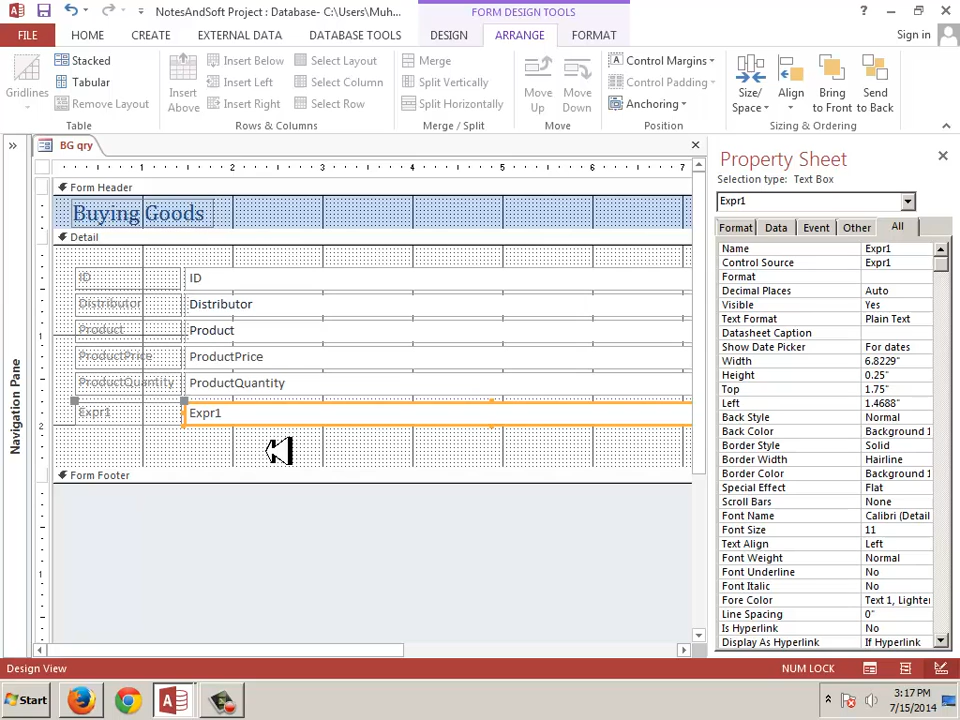 NotesAndSoft Project : Database- C:\Users\Muh...
FORM DESIGN TOOLS
FILE
HOME
CREATE
EXTERNAL DATA
DATABASE TOOLS
DESIGN
ARRANGE
FORMAT
Sign in
Gridlines
Stacked
Tabular
Remove Layout
Table
Insert Above
Insert Below
Insert Left
Insert Right
Select Layout
Select Column
Select Row
Rows & Columns
Merge
Split Vertically
Split Horizontally
Merge / Split
Move Up
Move Down
Move
Control Margins
Control Padding
Anchoring
Position
Size/ Space
Align
Bring to Front
Send to Back
Sizing & Ordering
BG qry
1 2 3 4 5 6 7
Form Header
Buying Goods
Detail
ID ID
Distributor Distributor
Product Product
1
ProductPrice ProductPrice
ProductQuantity ProductQuantity
Expr1 Expr1
2
Form Footer
1
Navigation Pane
Property Sheet
Selection type: Text Box
Expr1
Format Data Event Other All
Name Expr1
Control Source Expr1
Format
Decimal Places Auto
Visible Yes
Text Format Plain Text
Datasheet Caption
Show Date Picker For dates
Width 6.8229"
Height 0.25"
Top 1.75"
Left 1.4688"
Back Style Normal
Back Color Background 1
Border Style Solid
Border Width Hairline
Border Color Background 1
Special Effect Flat
Scroll Bars None
Font Name Calibri (Detail
Font Size 11
Text Align Left
Font Weight Normal
Font Underline No
Font Italic No
Fore Color Text 1, Lighter
Line Spacing 0"
Is Hyperlink No
Display As Hyperlink If Hyperlink
Design View
NUM LOCK
Start
3:17 PM
7/15/2014